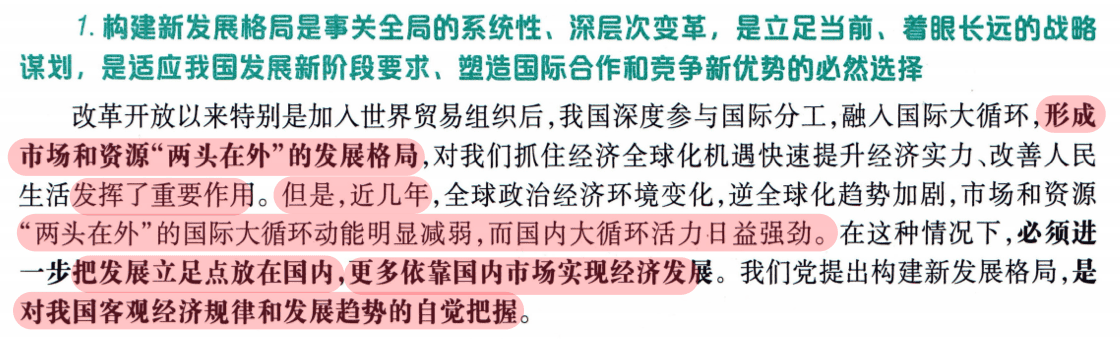 1. 构建新发展格局是事关全局的系统性、深层次变革，是立足当前、着眼长远的战略
谋划，是适应我国发展新阶段要求、塑造国际合作和竞争新优势的必然选择
改革开放以来特别是加入世界贸易组织后，我国深度参与国际分工，融入国际大循环，形成
市场和资源“两头在外”的发展格局，对我们抓住经济全球化机遇快速提升经济实力、改善人民
生活发挥了重要作用。但是，近几年，全球政治经济环境变化，逆全球化趋势加剧，市场和资源
“两头在外”的国际大循环动能明显减弱，而国内大循环活力日益强劲。在这种情况下，必须进
一步把发展立足点放在国内，更多依靠国内市场实现经济发展。我们党提出构建新发展格局，是
对我国客观经济规律和发展趋势的自觉把握。